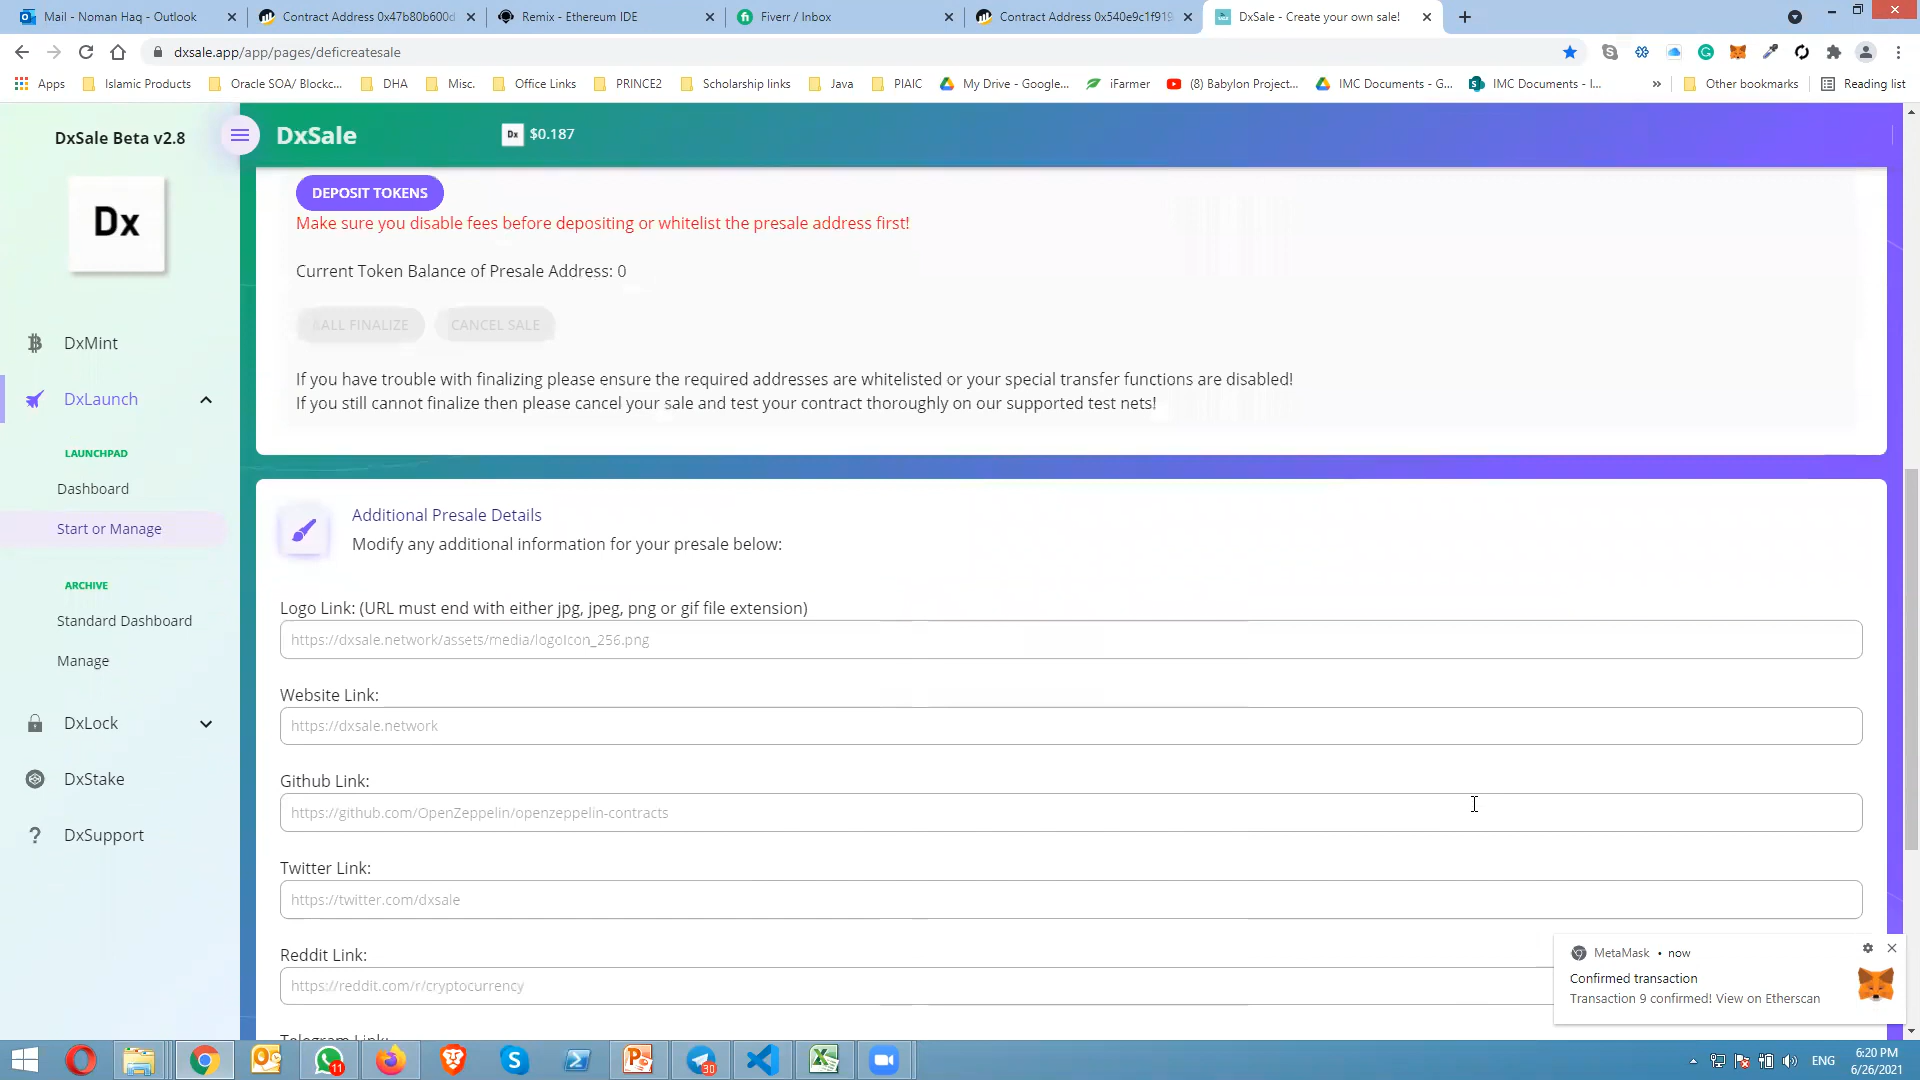 Mail - Noman Haq - Outlook
Contract Address 0x47b80b600d
Remix - Ethereum IDE
Fiverr / Inbox
Contract Address 0x540e9c1f919
DxSale - Create your own sale!
dxsale.app/app/pages/deficreatesale
Apps
Islamic Products
Oracle SOA/ Blockc...
DHA
Misc.
Office Links
PRINCE2
Scholarship links
Java
PIAIC
My Drive - Google...
iFarmer
(8) Babylon Project...
IMC Documents - G...
IMC Documents - I...
»
Other bookmarks
Reading list
DxSale Beta v2.8
DxSale
Dx
$0.187
Dx
DxMint
DxLaunch
LAUNCHPAD
Dashboard
Start or Manage
ARCHIVE
Standard Dashboard
Manage
DxLock
DxStake
? DxSupport
DEPOSIT TOKENS
Make sure you disable fees before depositing or whitelist the presale address first!
Current Token Balance of Presale Address: 0
FINALIZE
CANCEL SALE
If you have trouble with finalizing please ensure the required addresses are whitelisted or your special transfer functions are disabled!
If you still cannot finalize then please cancel your sale and test your contract thoroughly on our supported test nets!
Additional Presale Details
Modify any additional information for your presale below:
Logo Link: (URL must end with either jpg, jpeg, png or gif file extension)
https://dxsale.network/assets/media/logoIcon_256.png
Website Link:
https://dxsale.network
Github Link:
https://github.com/OpenZeppelin/openzeppelin-contracts
Twitter Link:
https://twitter.com/dxsale
Reddit Link:
https://reddit.com/r/cryptocurrency
Telegram Link:
MetaMask • now
Confirmed transaction
Transaction 9 confirmed! View on Etherscan
11
30
ENG
6:20 PM
6/26/2021